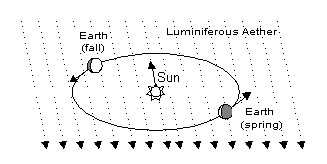 Luminiferous Aether
Earth
(fall)
Sun
Earth
(spring)